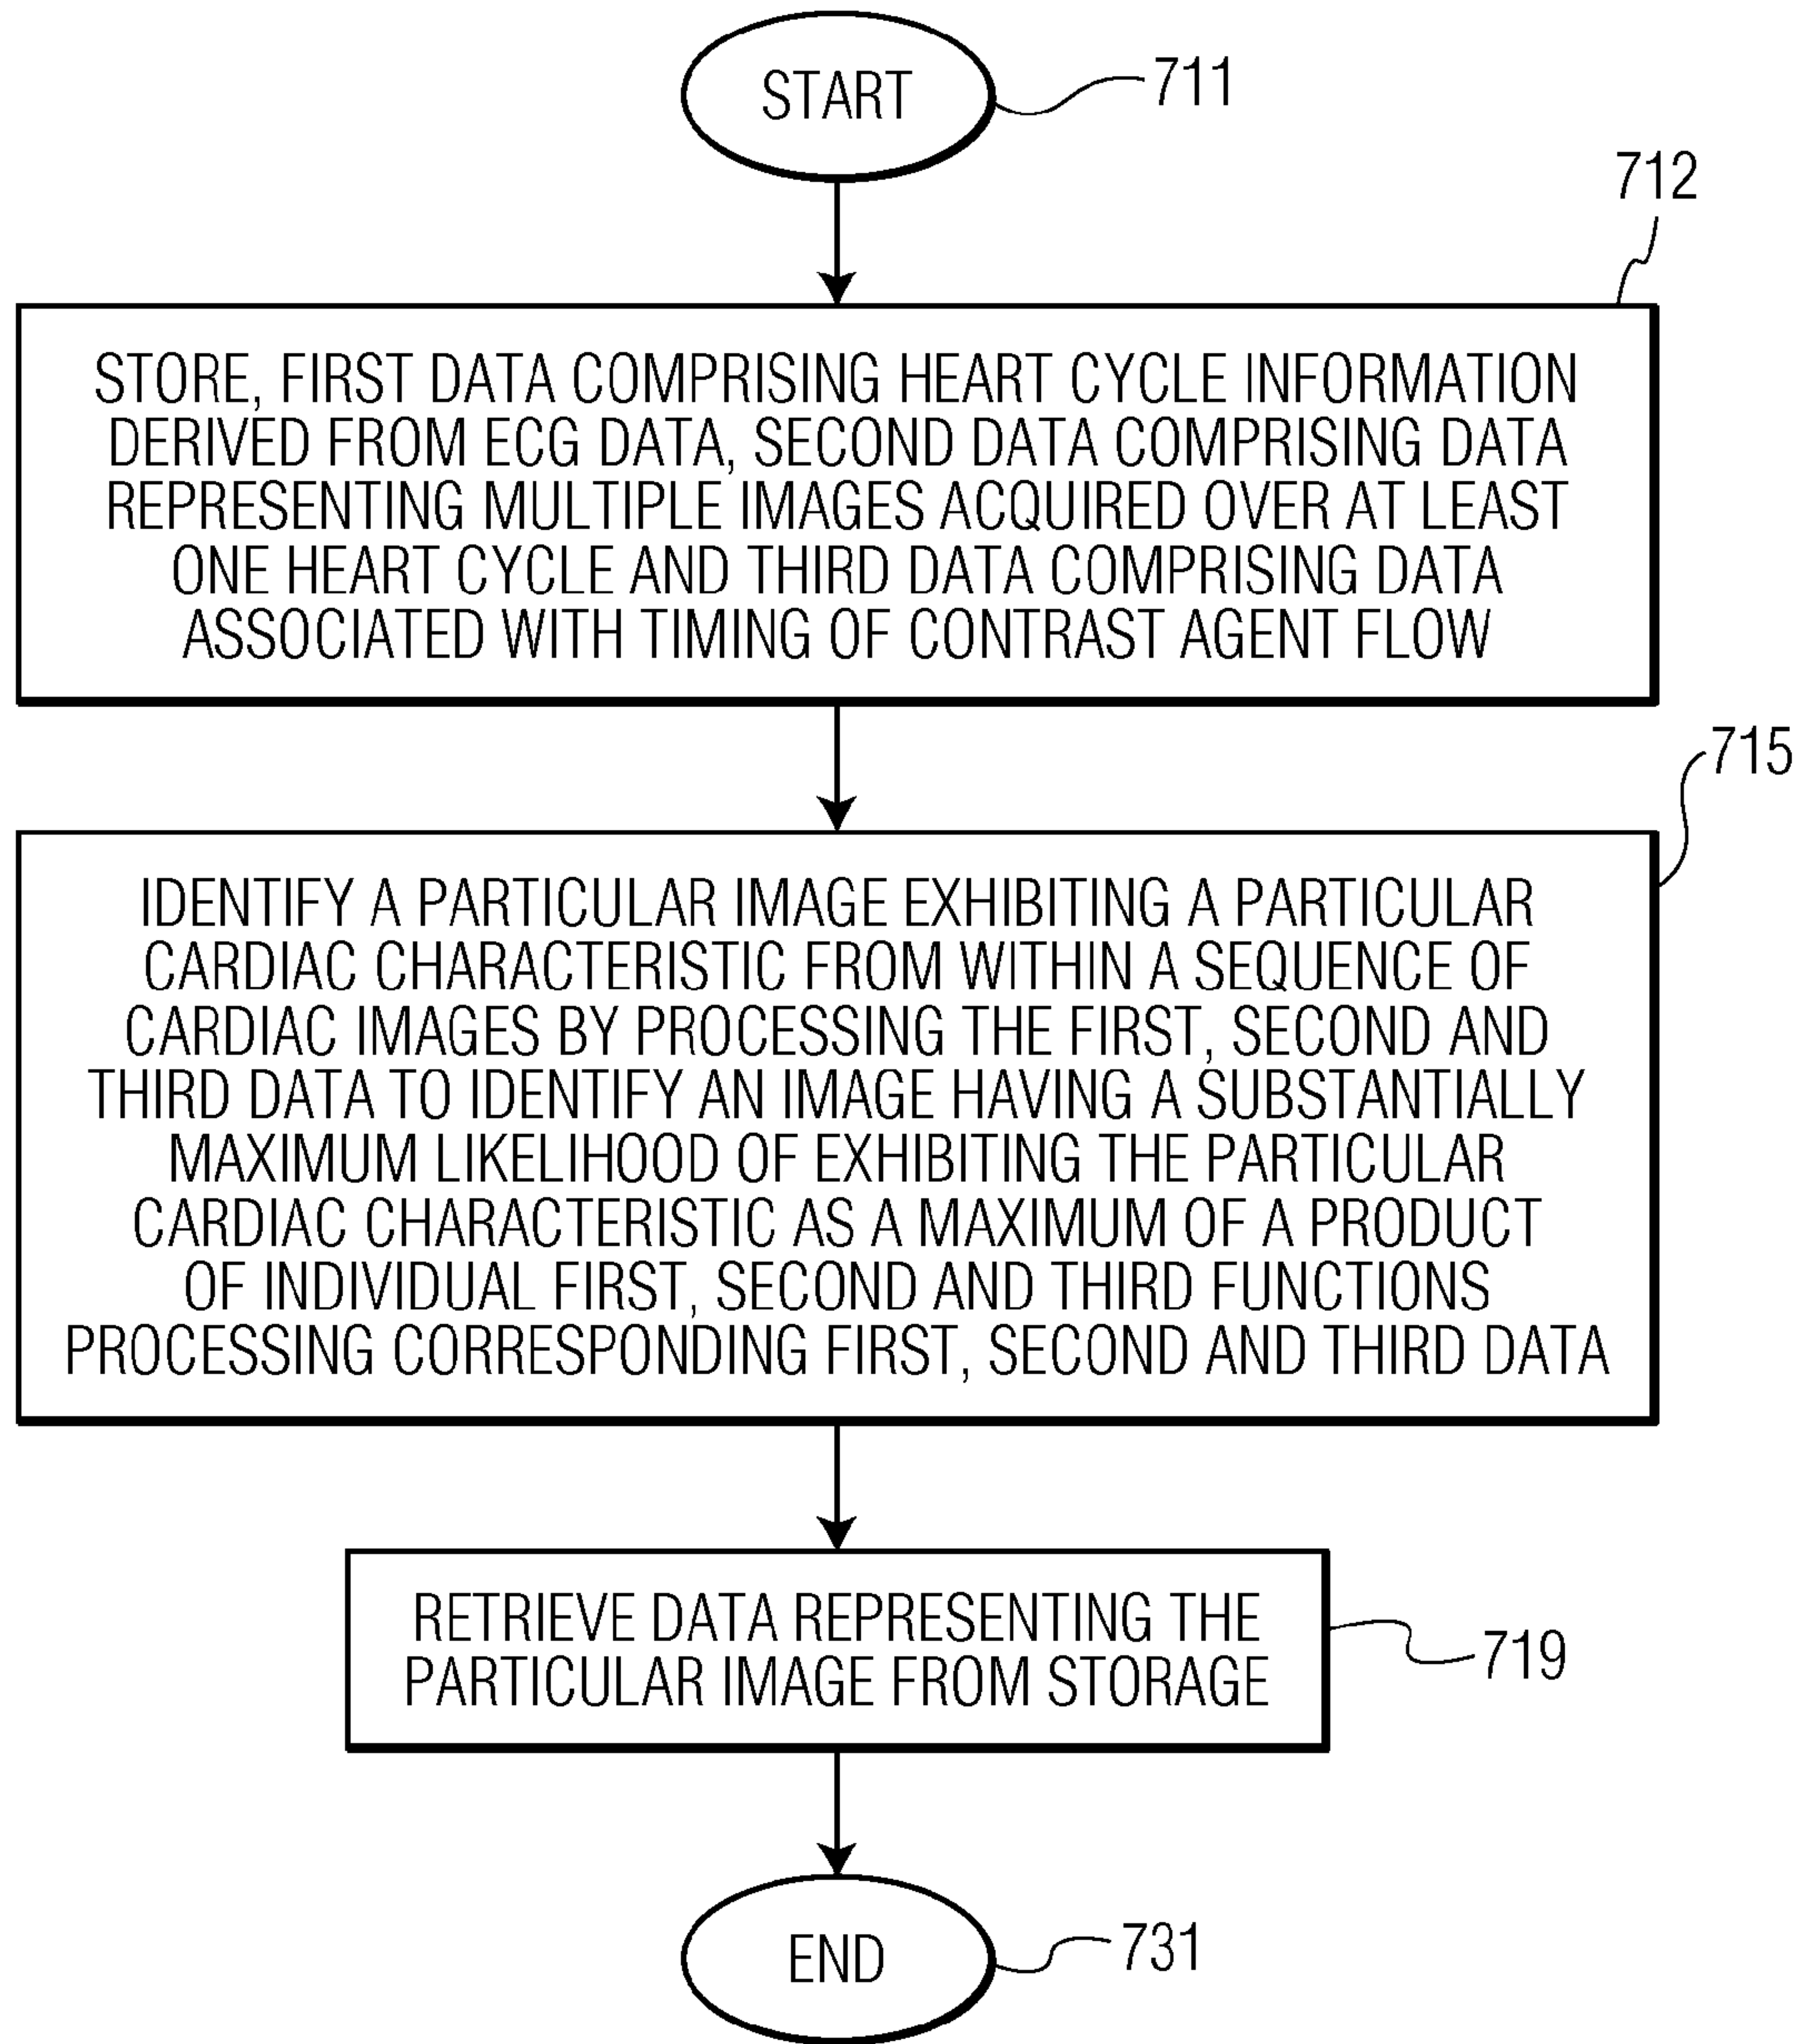 START
711
712
STORE, FIRST DATA COMPRISING HEART CYCLE INFORMATION
DERIVED FROM ECG DATA, SECOND DATA COMPRISING DATA
REPRESENTING MULTIPLE IMAGES ACQUIRED OVER AT LEAST
ONE HEART CYCLE AND THIRD DATA COMPRISING DATA
ASSOCIATED WITH TIMING OF CONTRAST AGENT FLOW
715
IDENTIFY A PARTICULAR IMAGE EXHIBITING A PARTICULAR
CARDIAC CHARACTERISTIC FROM WITHIN A SEQUENCE OF
CARDIAC IMAGES BY PROCESSING THE FIRST, SECOND AND
THIRD DATA TO IDENTIFY AN IMAGE HAVING A SUBSTANTIALLY
MAXIMUM LIKELIHOOD OF EXHIBITING THE PARTICULAR
CARDIAC CHARACTERISTIC AS A MAXIMUM OF A PRODUCT
OF INDIVIDUAL FIRST, SECOND AND THIRD FUNCTIONS
PROCESSING CORRESPONDING FIRST, SECOND AND THIRD DATA
RETRIEVE DATA REPRESENTING THE
PARTICULAR IMAGE FROM STORAGE
719
END
731